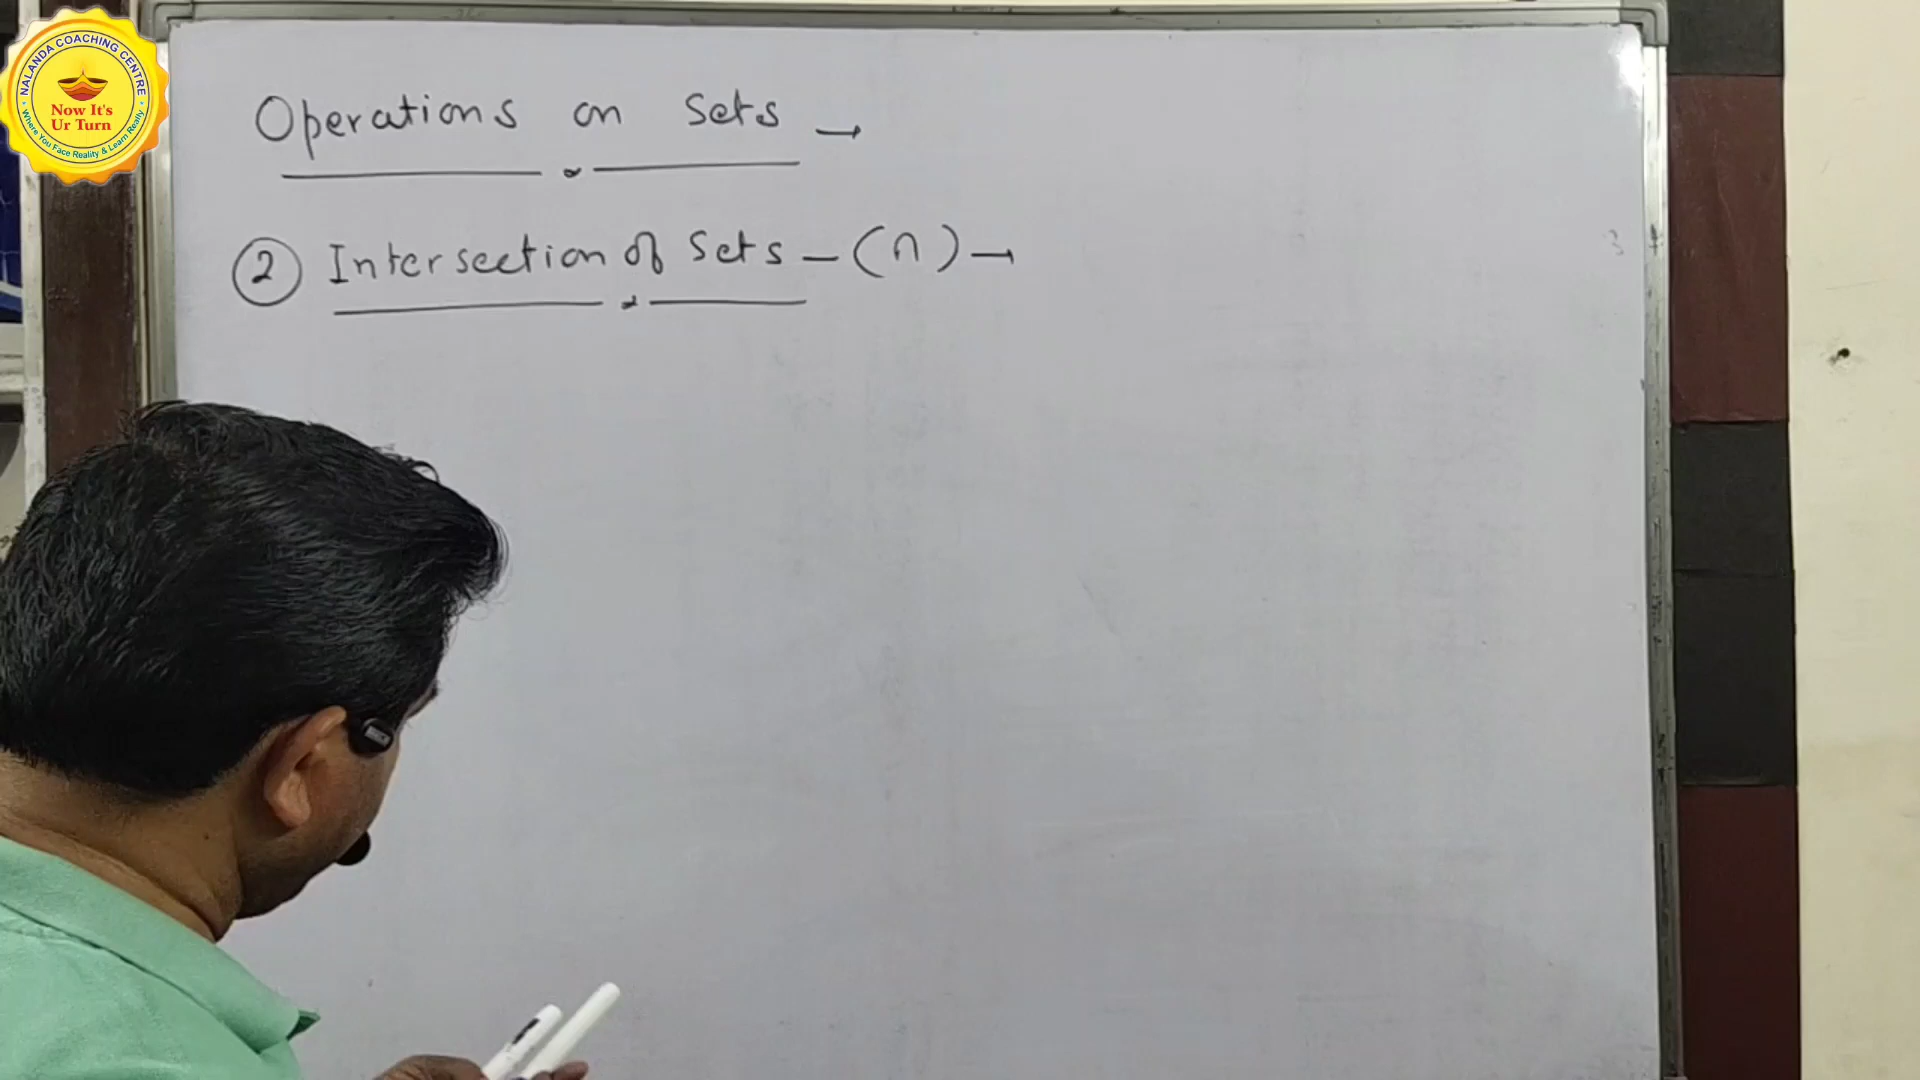 NALANDA COACHING CENTRE
Now It's
Ur Turn
Where You Face Reality & Learn Really
Operations on Sets →
② Intersection of Sets – (∩) →